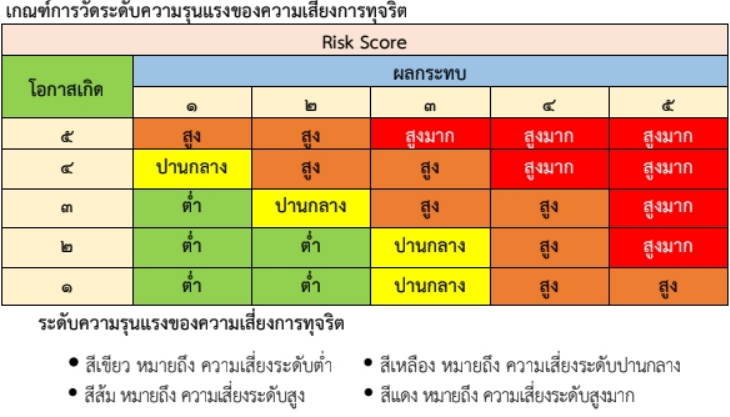 เกณฑ์การวัดระดับความรุนแรงของความเสี่ยงการทุจริต
Risk Score
โอกาสเกิด ผลกระทบ
๑ ๒ ๓ ๔ ๕
๕ สูง สูง สูงมาก สูงมาก สูงมาก
๔ ปานกลาง สูง สูง สูงมาก สูงมาก
๓ ต่ำ ปานกลาง สูง สูง สูงมาก
๒ ต่ำ ต่ำ ปานกลาง สูง สูงมาก
๑ ต่ำ ต่ำ ปานกลาง สูง สูง
ระดับความรุนแรงของความเสี่ยงการทุจริต
• สีเขียว หมายถึง ความเสี่ยงระดับต่ำ • สีเหลือง หมายถึง ความเสี่ยงระดับปานกลาง
• สีส้ม หมายถึง ความเสี่ยงระดับสูง • สีแดง หมายถึง ความเสี่ยงระดับสูงมาก